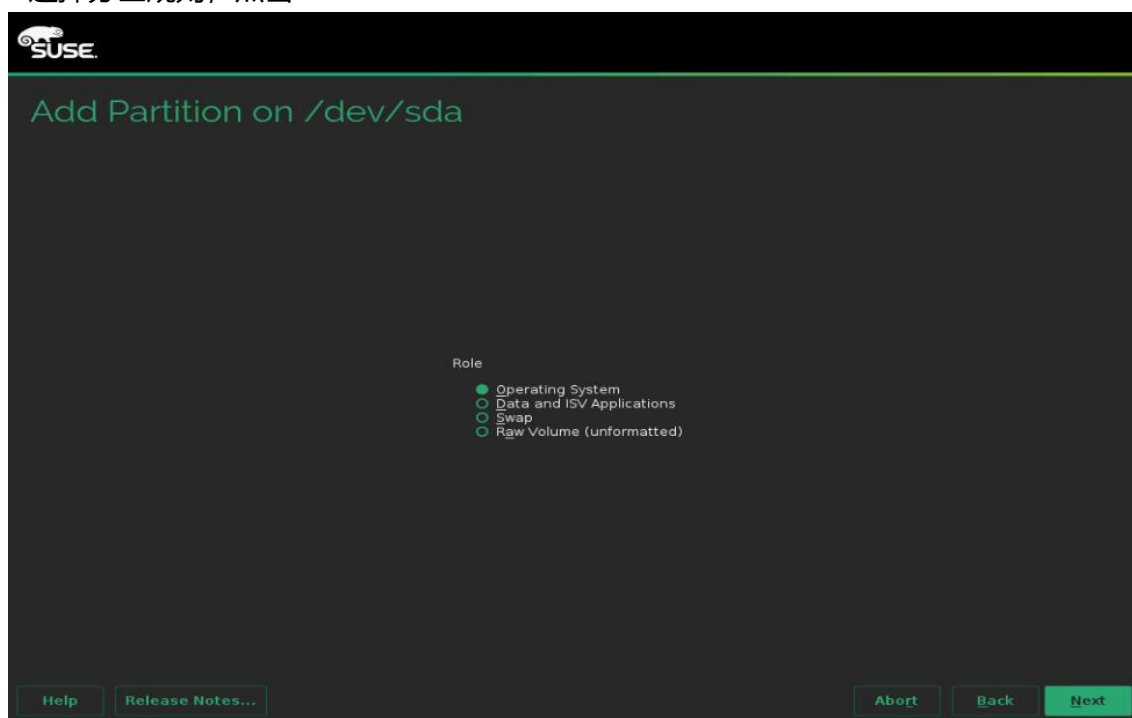 SUSE.
Add Partition on /dev/sda
Role
Operating System
Data and ISV Applications
Swap
Raw Volume (unformatted)
Help Release Notes... Abort Back Next